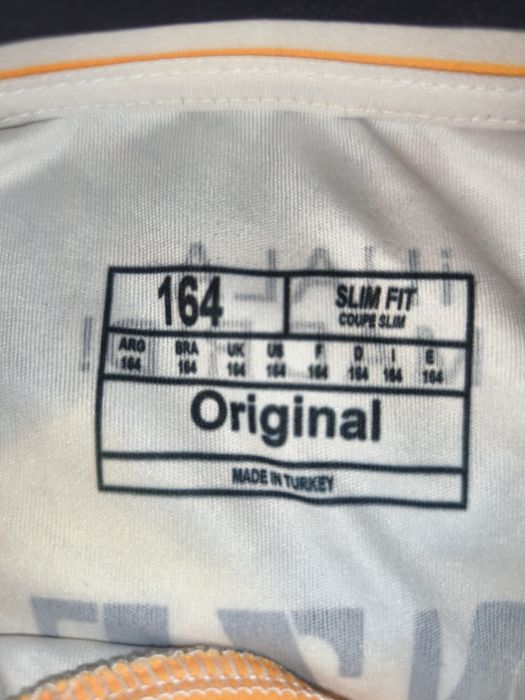 164 SLIM FIT
COUPE SLIM
ARG BRA UK US F D I E
164 164 164 164 164 164 164 164
Original
MADE IN TURKEY